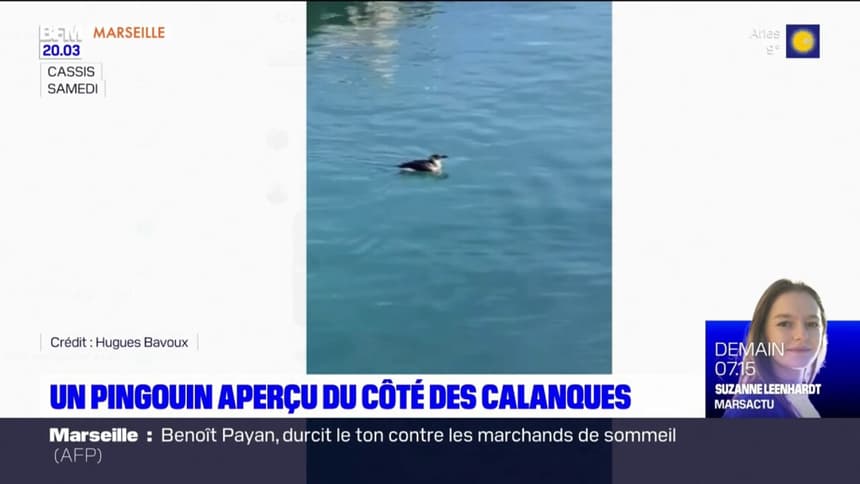 BFM MARSEILLE
20.03
CASSIS
SAMEDI
Arles
9°
Crédit : Hugues Bavoux
DEMAIN
07.15
SUZANNE LEENHARDT
MARSACTU
UN PINGOUIN APERÇU DU CÔTÉ DES CALANQUES
Marseille : Benoît Payan, durcit le ton contre les marchands de sommeil
(AFP)